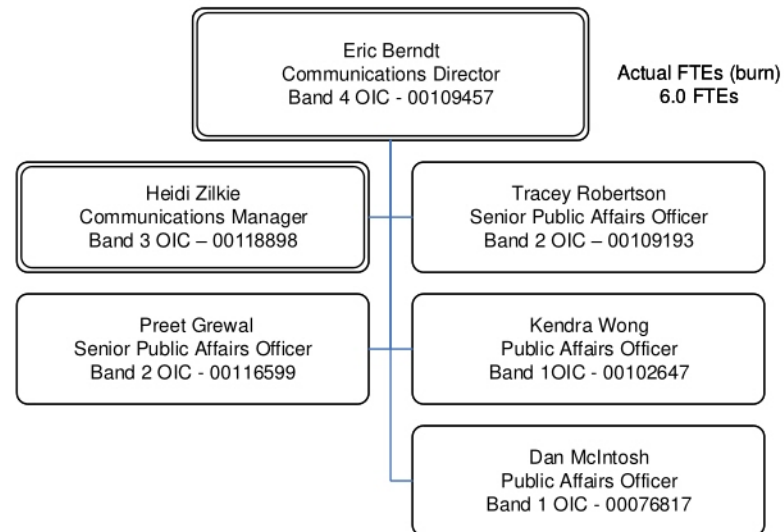 Eric Berndt
Communications Director
Band 4 OIC - 00109457
Actual FTEs (burn)
6.0 FTEs
Heidi Zilkie
Communications Manager
Band 3 OIC – 00118898
Tracey Robertson
Senior Public Affairs Officer
Band 2 OIC – 00109193
Preet Grewal
Senior Public Affairs Officer
Band 2 OIC - 00116599
Kendra Wong
Public Affairs Officer
Band 1OIC - 00102647
Dan McIntosh
Public Affairs Officer
Band 1 OIC - 00076817